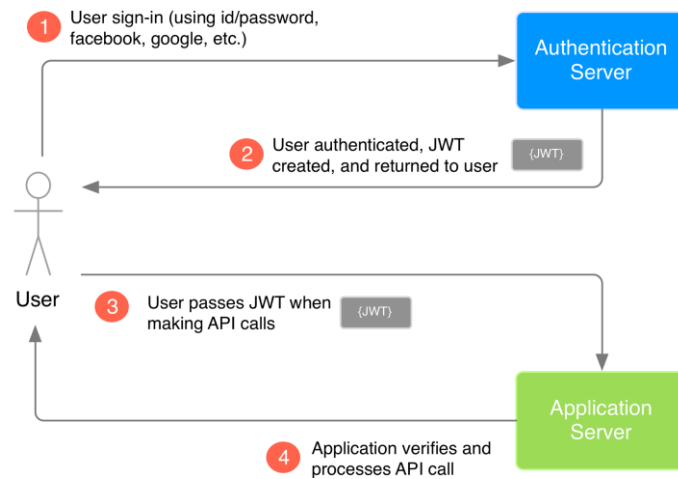 1
User sign-in (using id/password,
facebook, google, etc.)
Authentication
Server
2
User authenticated, JWT
created, and returned to user
{JWT}
User
3
User passes JWT when
making API calls
{JWT}
Application
Server
4
Application verifies and
processes API call